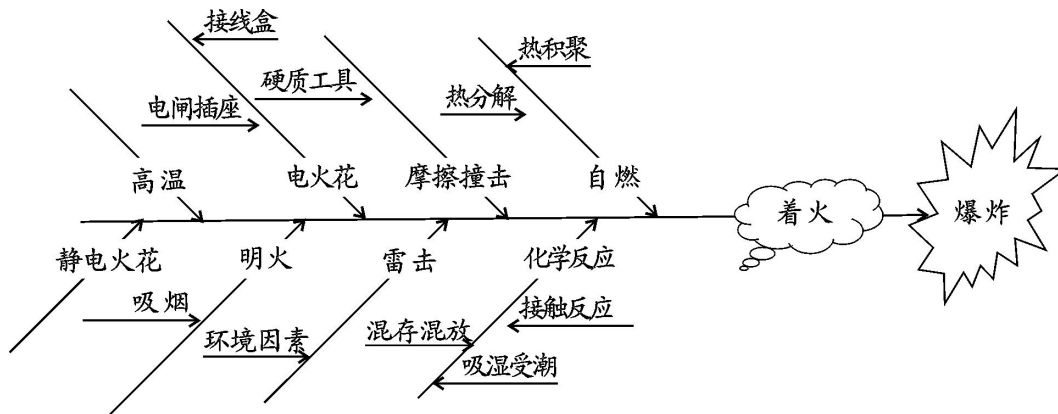 接线盒
热积聚
硬质工具
热分解
电闸插座
高温
电火花
摩擦撞击
自燃
着火
爆炸
静电火花
明火
雷击
化学反应
吸烟
接触反应
环境因素
混存混放
吸湿受潮